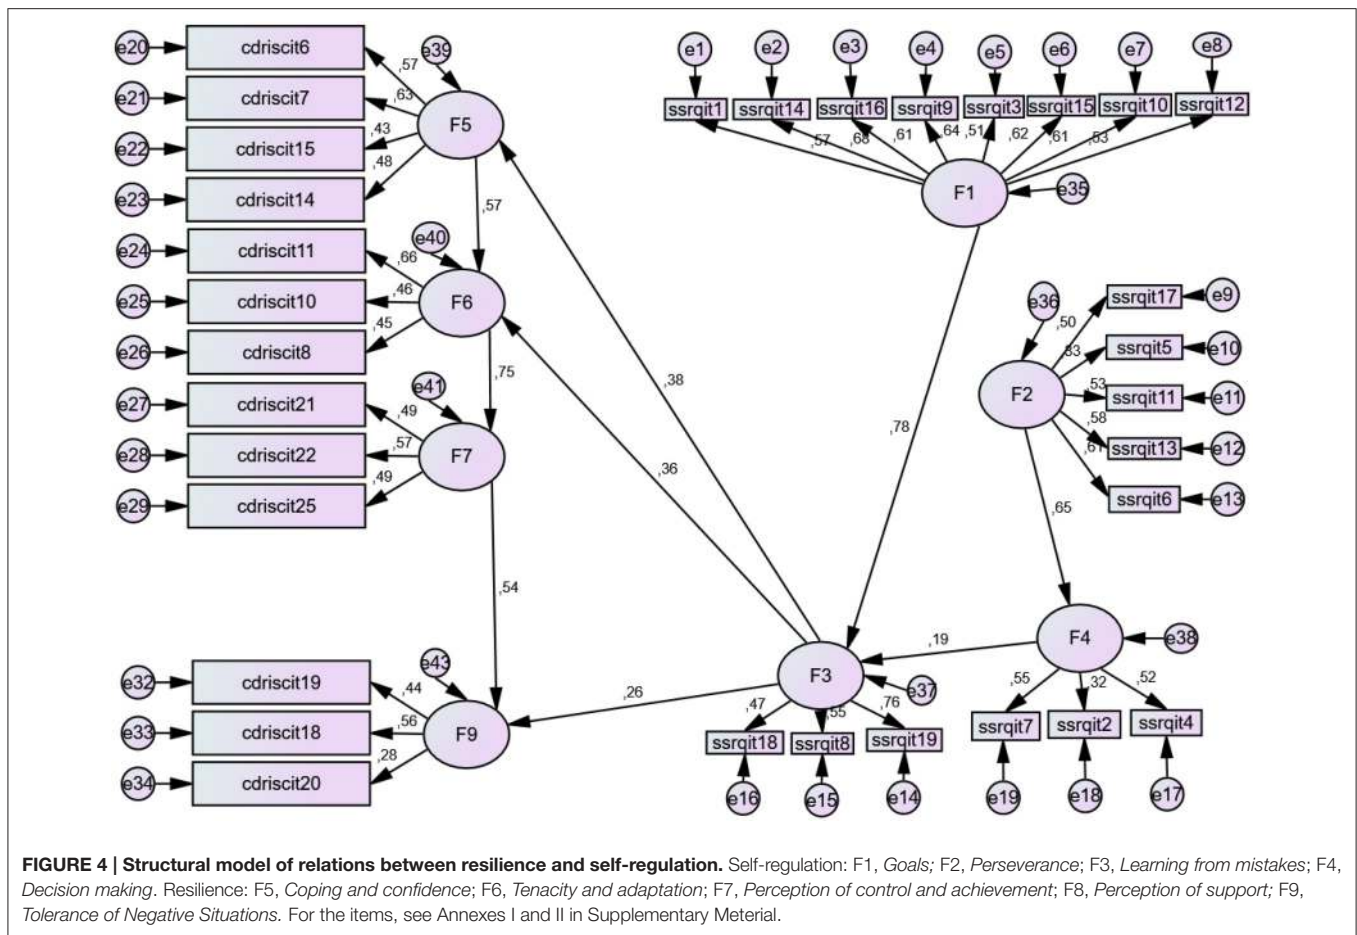 e20 cdriscit6
e21 cdriscit7
e22 cdriscit15
e23 cdriscit14
e24 cdriscit11
e25 cdriscit10
e26 cdriscit8
e27 cdriscit21
e28 cdriscit22
e29 cdriscit25
e32 cdriscit19
e33 cdriscit18
e34 cdriscit20
e39
,57
,63
,43
,48
F5
,57
e40
,66
,46
,45
F6
,75
e41
,49
,57
,49
F7
,54
e43
,44
,56
,28
F9
,38
,36
,26
e1 e2 e3 e4 e5 e6 e7 e8
ssrqit1 ssrqit14 ssrqit16 ssrqit9 ssrqit3 ssrqit15 ssrqit10 ssrqit12
,57 ,68 ,61 ,64 ,51 ,62 ,61 ,53
F1
e35
,78
e36
F2
,50 ssrqit17 e9
,33 ssrqit5 e10
,53 ssrqit11 e11
,58 ssrqit13 e12
,61 ssrqit6 e13
,65
F4
e38
,19
F3
e37
,47 ,55 ,76
ssrqit18 ssrqit8 ssrqit19
e16 e15 e14
,55 ,32 ,52
ssrqit7 ssrqit2 ssrqit4
e19 e18 e17
FIGURE 4 | Structural model of relations between resilience and self-regulation. Self-regulation: F1, Goals; F2, Perseverance; F3, Learning from mistakes; F4,
Decision making. Resilience: F5, Coping and confidence; F6, Tenacity and adaptation; F7, Perception of control and achievement; F8, Perception of support; F9,
Tolerance of Negative Situations. For the items, see Annexes I and II in Supplementary Meterial.